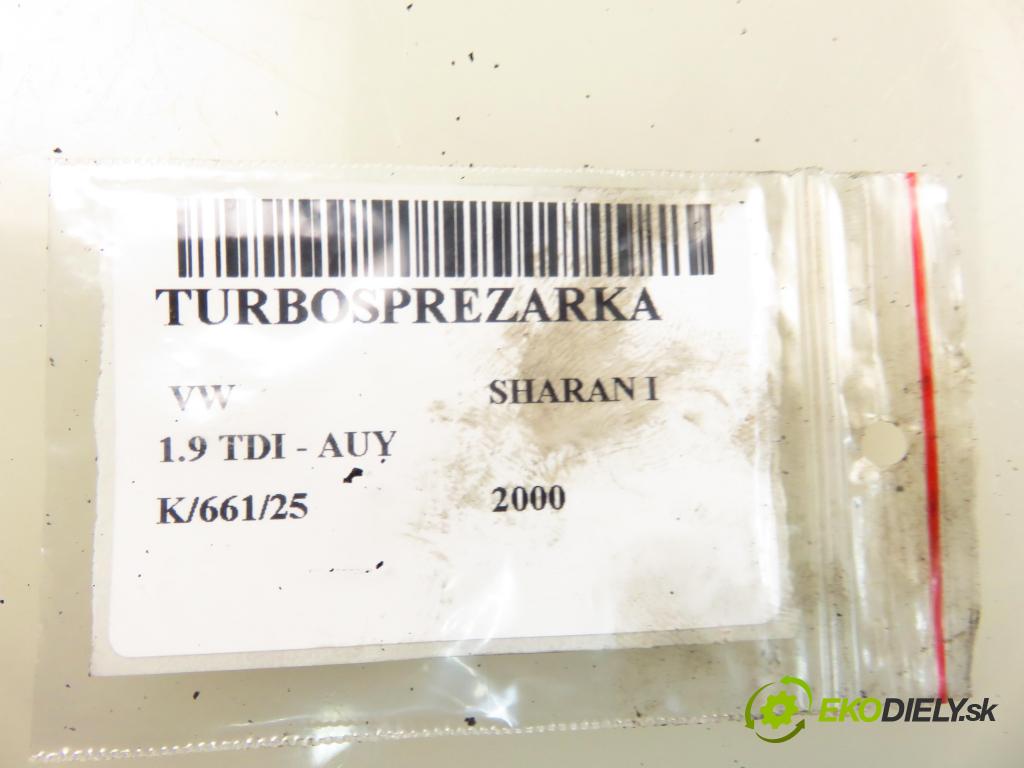 TURBOSPREZARKA
VW SHARAN I
1.9 TDI - AUY
K/661/25 2000
EKODIELY.sk